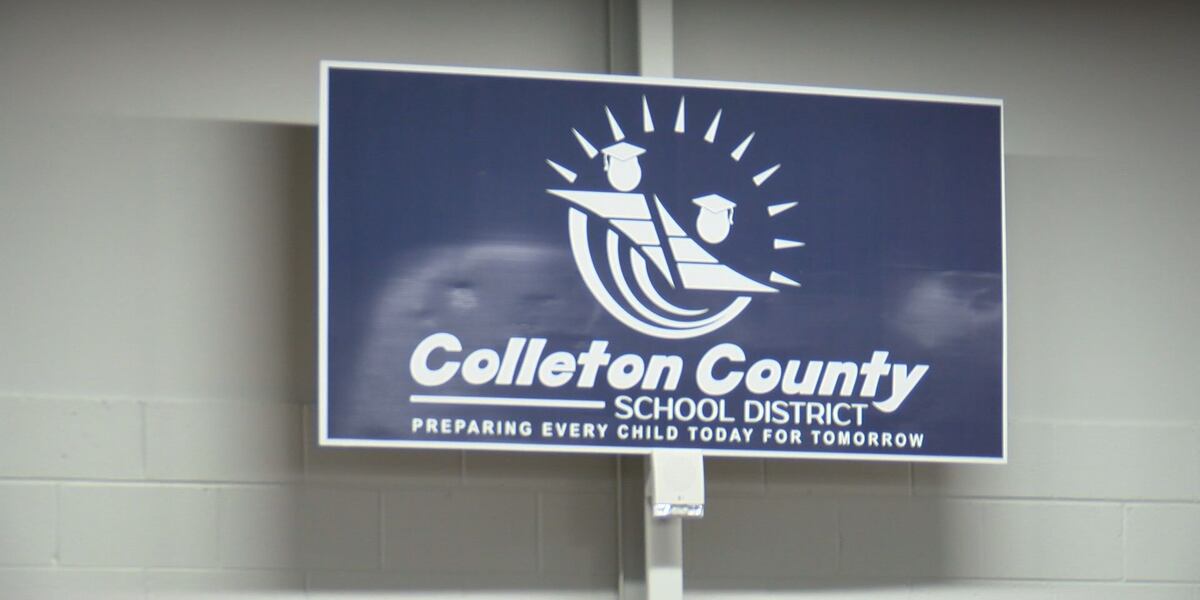 Colleton County
SCHOOL DISTRICT
PREPARING EVERY CHILD TODAY FOR TOMORROW